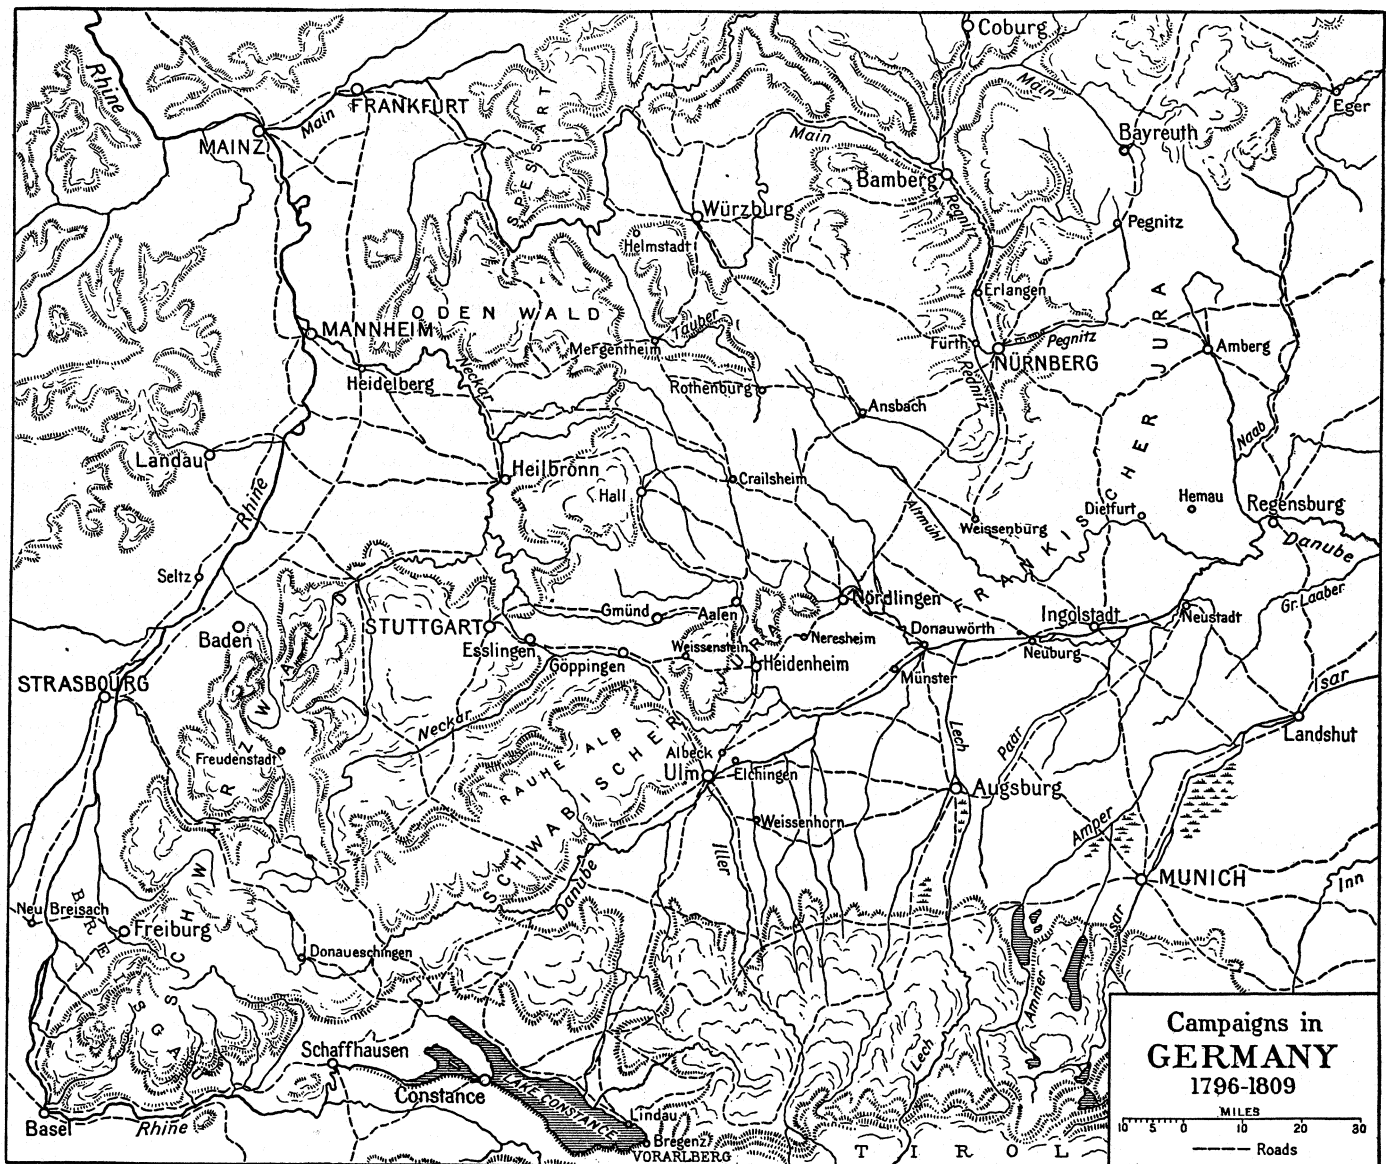 Coburg
Rhine
FRANKFURT
Main
SPESSART
Main
Eger
MAINZ
Main
Bayreuth
Bamberg
Regnitz
Würzburg
Pegnitz
Helmstadt
Erlangen
ODEN WALD
MANNHEIM
Tauber
Mergentheim
Fürth
Pegnitz
NÜRNBERG
Amberg
Heidelberg
Neckar
Rothenburg
Rednitz
Ansbach
Naab
Landau
Heilbronn
Crailsheim
Hall
Rhine
Altmühl
Weissenburg
Dietfurt
Hemau
Regensburg
Danube
FRANKISCHER JURA
Seltz
Nördlingen
Gr. Laaber
Baden
STUTTGART
Gmünd
Aalen
Ingolstadt
Neustadt
Donauwörth
Neresheim
Esslingen
Weissenstein
Neuburg
Göppingen
Heidenheim
Münster
STRASBOURG
Isar
Neckar
Lech
Paar
Landshut
Freudenstadt
RAUHE ALB
Albeck
Ulm
Elchingen
Augsburg
SCHWABISCHER JURA
Weissenhorn
Amper
Iller
Danube
MUNICH
Inn
Neu Breisach
BREISGAU
Freiburg
SCHWARZ WALD
Donaueschingen
Isar
Ammer
Schaffhausen
Lech
Constance
LAKE CONSTANCE
Lindau
Basel
Rhine
Bregenz
VORARLBERG
TIROL
Campaigns in
GERMANY
1796-1809
MILES
10 5 0 10 20 30
Roads